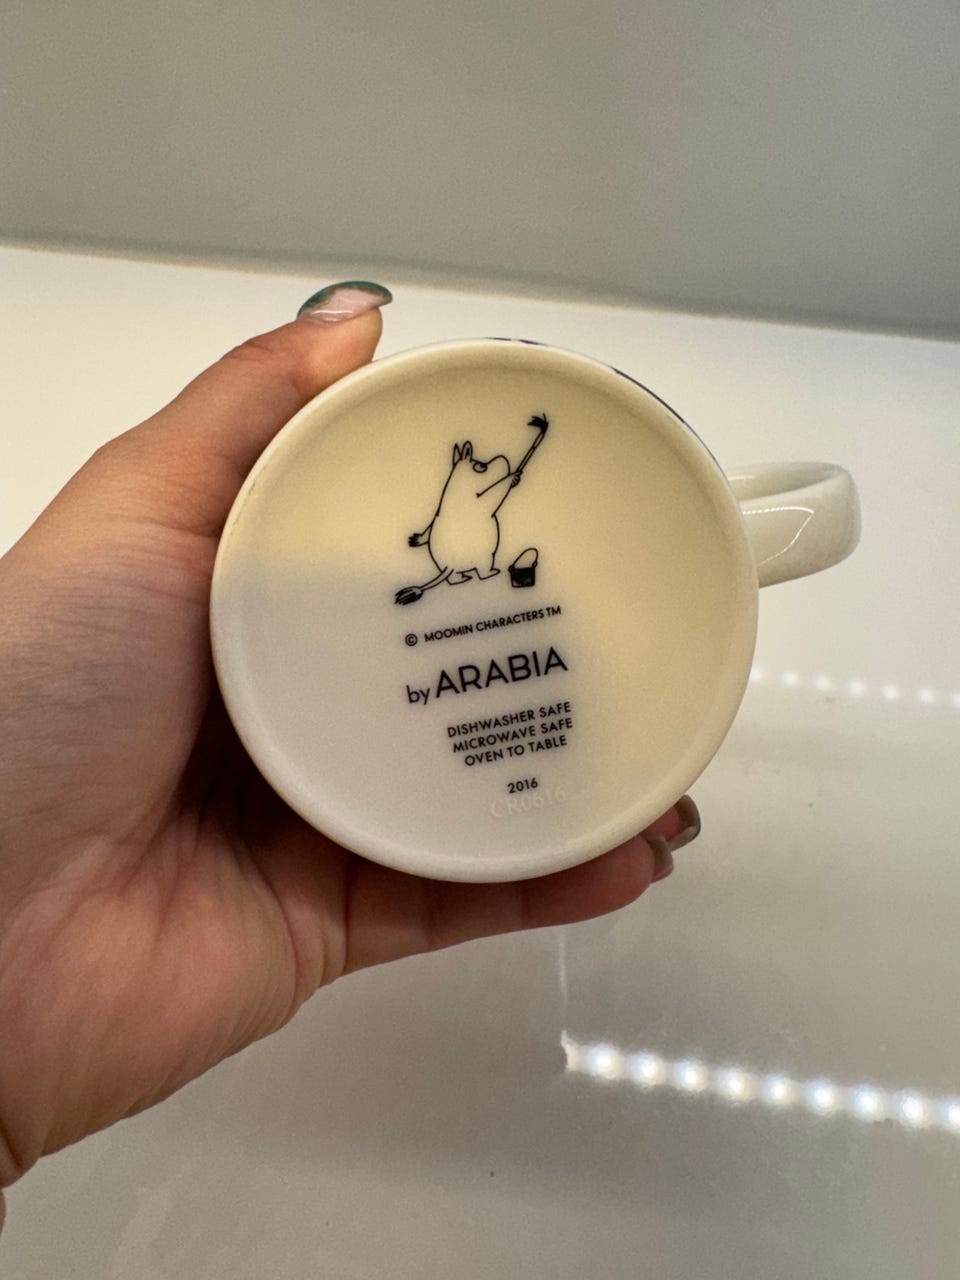 © MOOMIN CHARACTERS TM
by ARABIA
DISHWASHER SAFE
MICROWAVE SAFE
OVEN TO TABLE
2016
CR0616